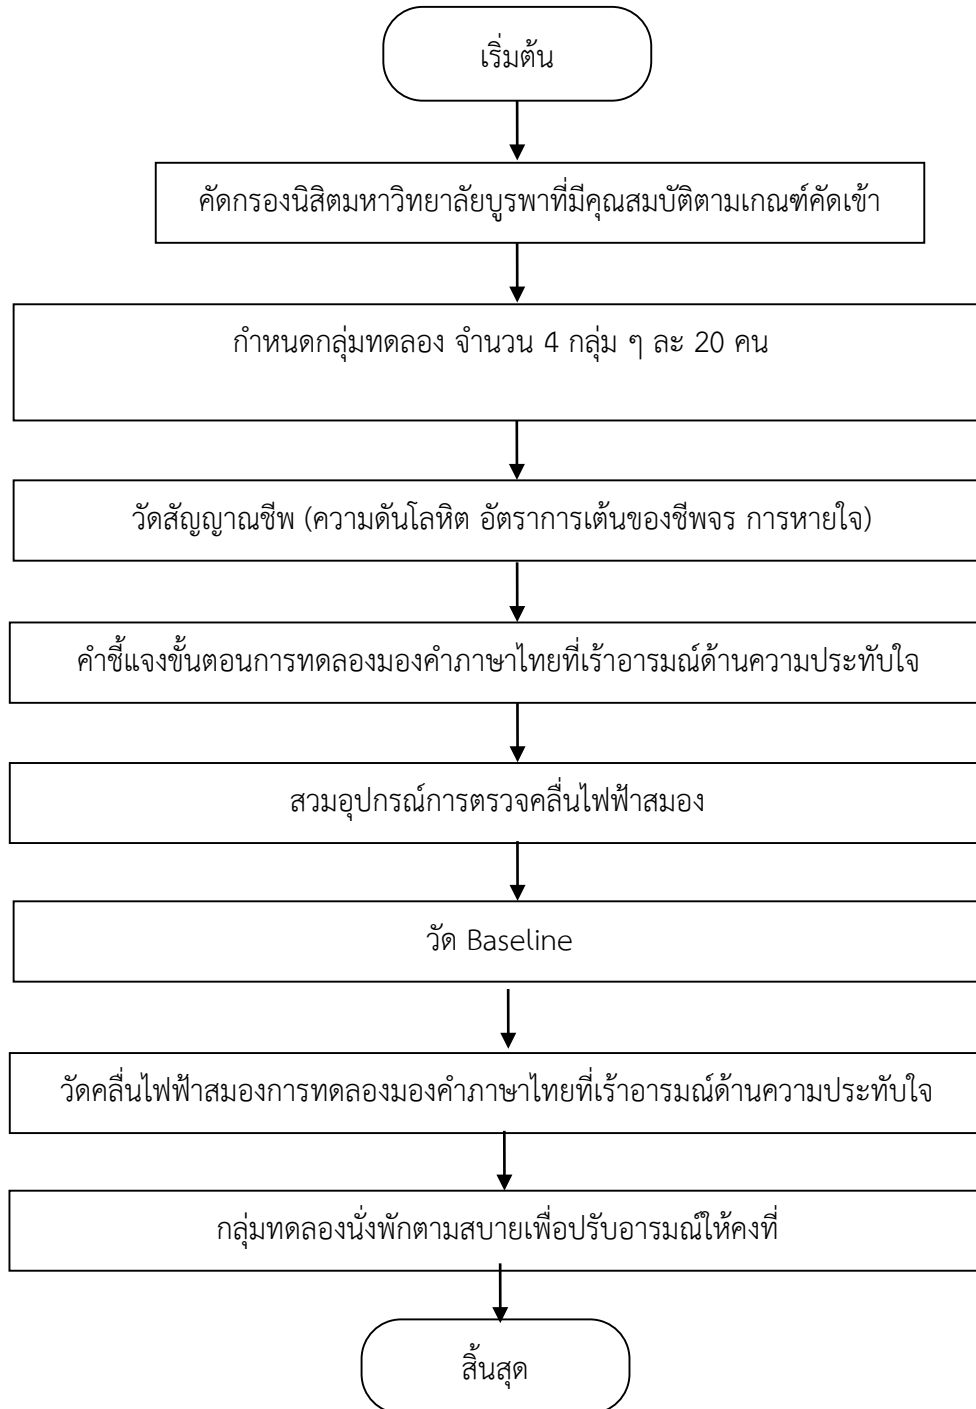 เริ่มต้น
คัดกรองนิสิตมหาวิทยาลัยบูรพาที่มีคุณสมบัติตามเกณฑ์คัดเข้า
กำหนดกลุ่มทดลอง จำนวน 4 กลุ่ม ๆ ละ 20 คน
วัดสัญญาณชีพ (ความดันโลหิต อัตราการเต้นของชีพจร การหายใจ)
คำชี้แจงขั้นตอนการทดลองมองคำภาษาไทยที่เร้าอารมณ์ด้านความประทับใจ
สวมอุปกรณ์การตรวจคลื่นไฟฟ้าสมอง
วัด Baseline
วัดคลื่นไฟฟ้าสมองการทดลองมองคำภาษาไทยที่เร้าอารมณ์ด้านความประทับใจ
กลุ่มทดลองนั่งพักตามสบายเพื่อปรับอารมณ์ให้คงที่
สิ้นสุด